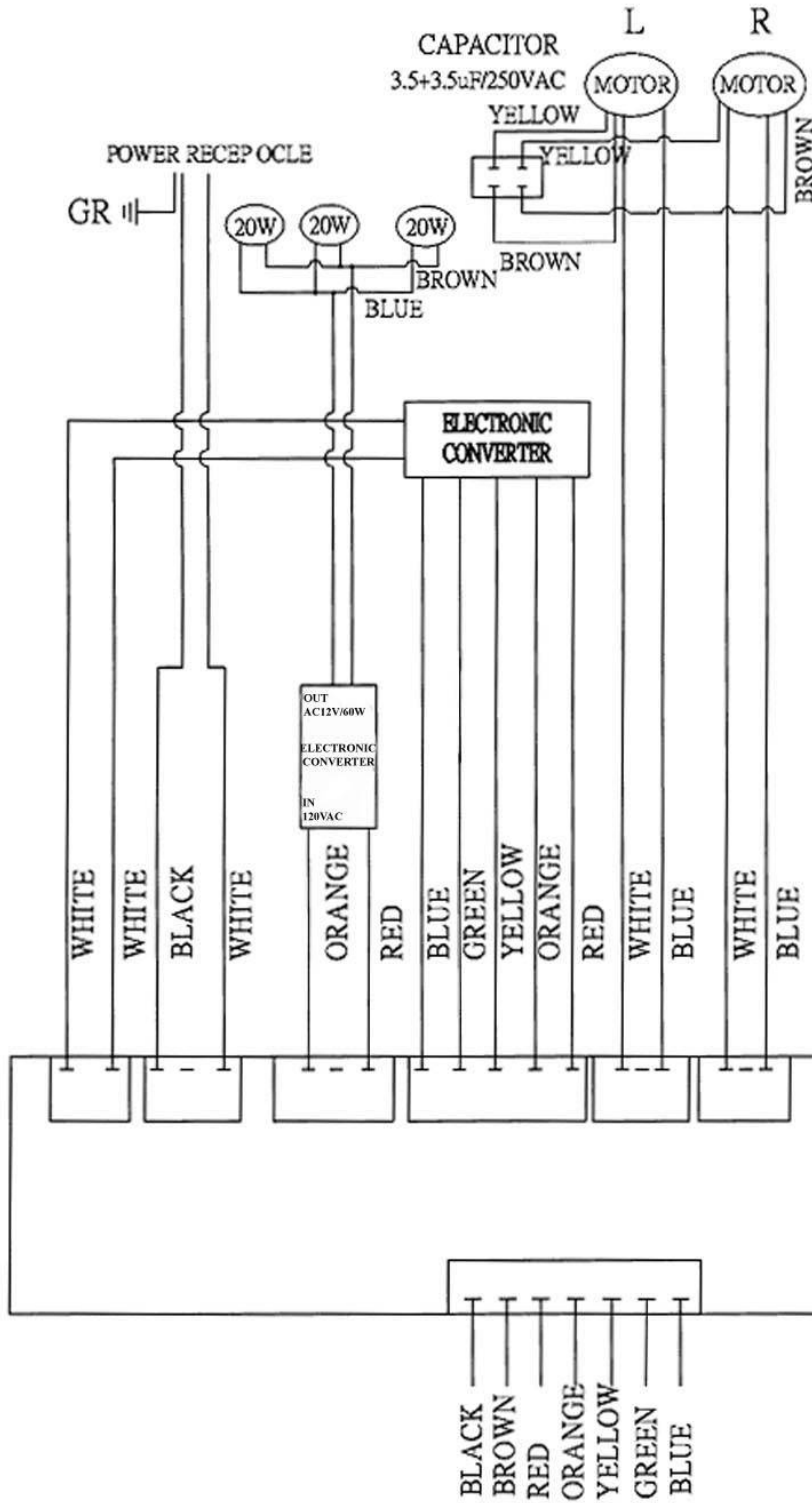 L
R
CAPACITOR
3.5+3.5uF/250VAC
MOTOR
MOTOR
YELLOW
YELLOW
BROWN
BROWN
POWER RECEP OCLE
GR
20W
20W
20W
BROWN
BLUE
ELECTRONIC
CONVERTER
OUT
AC12V/60W
ELECTRONIC
CONVERTER
IN
120VAC
WHITE
WHITE
BLACK
WHITE
ORANGE
RED
BLUE
GREEN
YELLOW
ORANGE
RED
WHITE
BLUE
WHITE
BLUE
BLACK
BROWN
RED
ORANGE
YELLOW
GREEN
BLUE